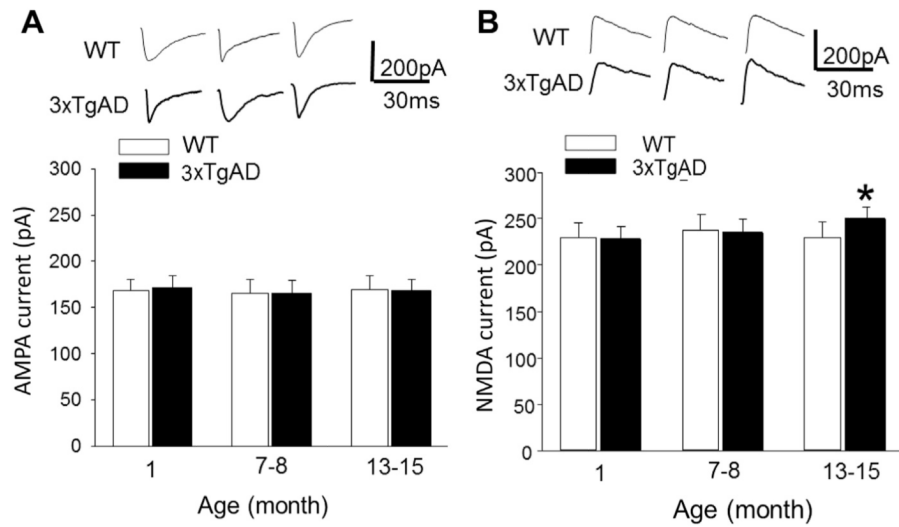 A
WT
3xTgAD
200pA
30ms
WT
3xTgAD
300
250
200
150
100
50
0
AMPA current (pA)
1
7-8
13-15
Age (month)
B
WT
3xTgAD
200pA
30ms
WT
3xTgAD
300
250
200
150
100
50
0
*
NMDA current (pA)
1
7-8
13-15
Age (month)